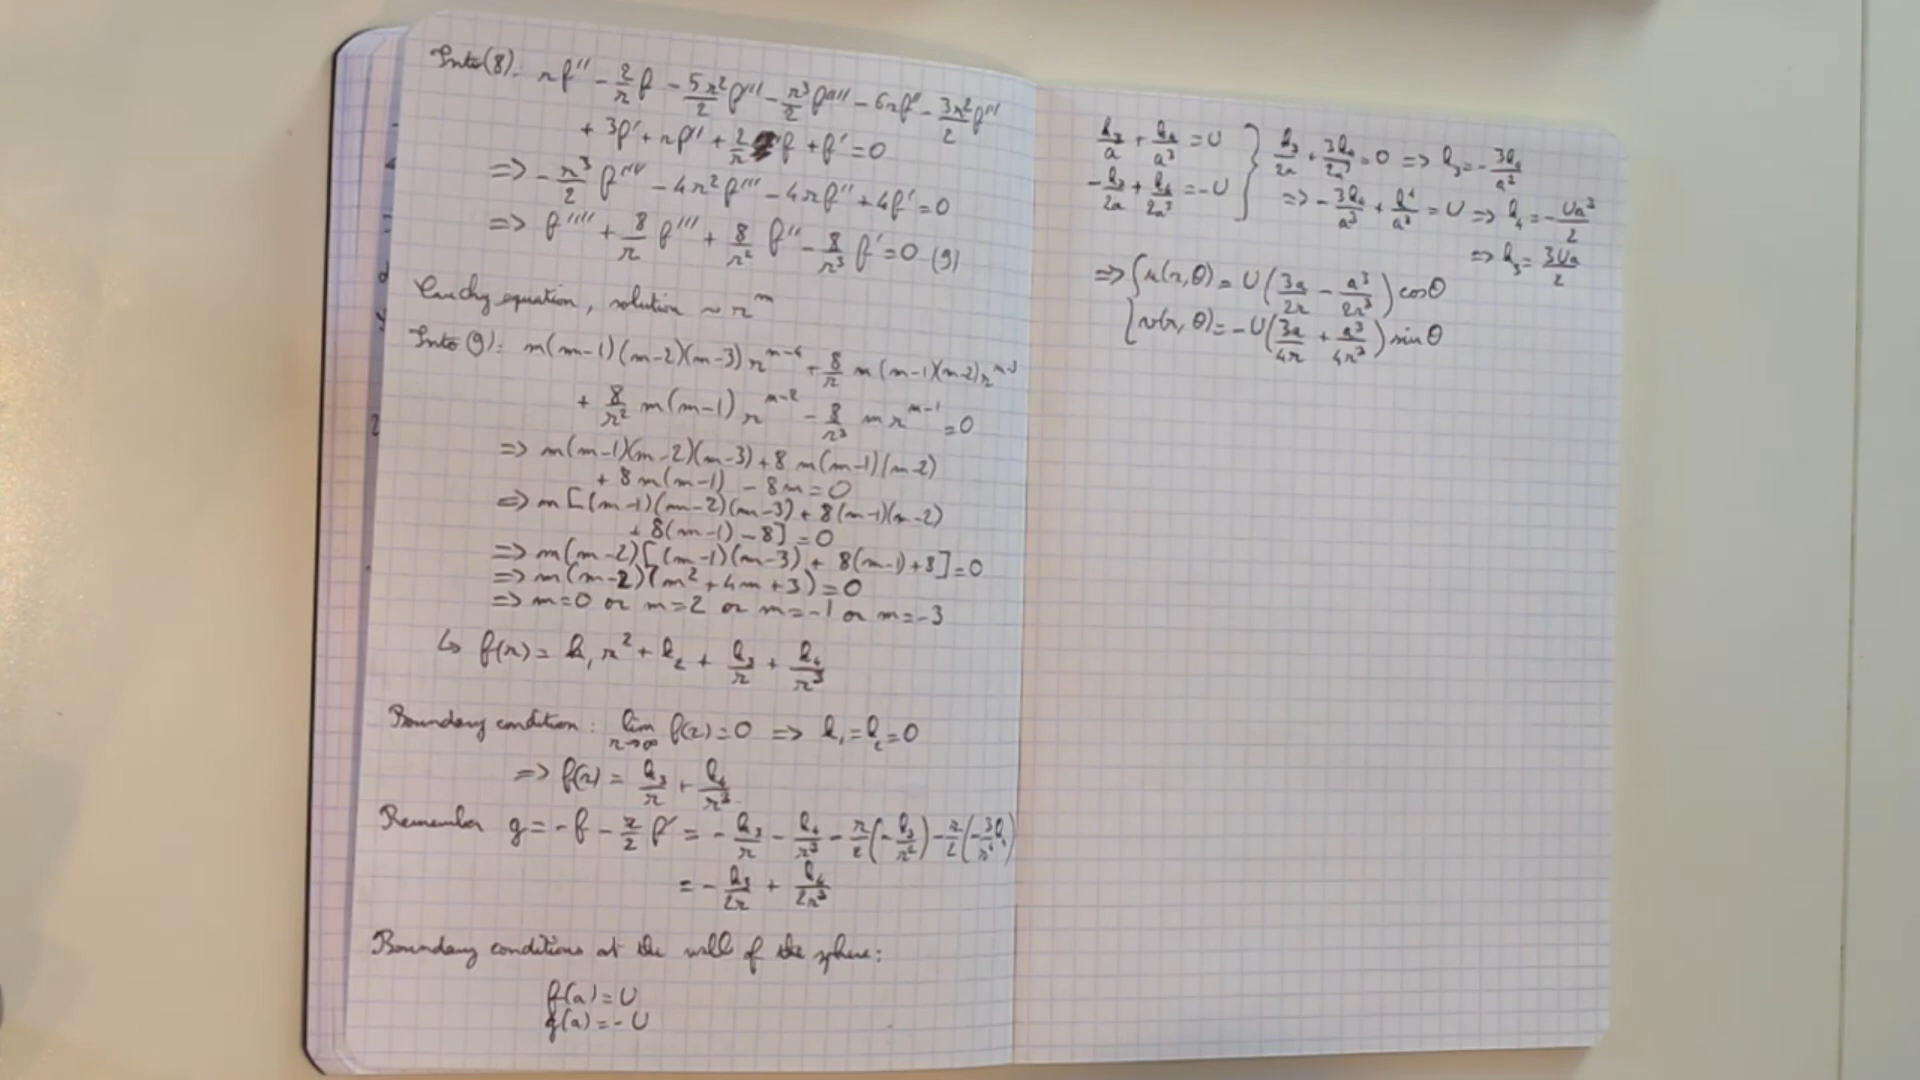 Into (8): rf'' - 2/r f - 5r²/2 f''' - r³/2 f'''' - 6rf'' - 3r²/2 f'''
+ 3f' + rf'' + 2/r f + f' = 0
=> - r³/2 f'''' - 4r² f''' - 4rf'' + 4f' = 0
=> f'''' + 8/r f''' + 8/r² f'' - 8/r³ f' = 0 (9)
Cauchy equation, solution ~ r^m
Into (9): m(m-1)(m-2)(m-3) r^(m-4) + 8/r m(m-1)(m-2) r^(m-3)
+ 8/r² m(m-1) r^(m-2) - 8/r³ m r^(m-1) = 0
=> m(m-1)(m-2)(m-3) + 8m(m-1)(m-2)
+ 8m(m-1) - 8m = 0
=> m[(m-1)(m-2)(m-3) + 8(m-1)(m-2)
+ 8(m-1) - 8] = 0
=> m(m-2)[(m-1)(m-3) + 8(m-1) + 8] = 0
=> m(m-2)(m² + 4m + 3) = 0
=> m=0 or m=2 or m=-1 or m=-3
↳ f(r) = k₁r² + k₂ + k₃/r + k₄/r³
Boundary condition: lim r→∞ f(r) = 0 => k₁ = k₂ = 0
=> f(r) = k₃/r + k₄/r³
Remember g = -f - r/2 f' = - k₃/r - k₄/r³ - r/2 (- k₃/r²) - r/2 (- 3k₄/r⁴)
= - k₃/2r + k₄/2r³
Boundary conditions at the wall of the sphere:
f(a) = U
g(a) = -U
k₃/a + k₄/a³ = U } k₃/2a + 3k₄/2a³ = 0 => k₃ = - 3k₄/a²
- k₃/2a + k₄/2a³ = -U } => - 3k₄/a³ + k₄/a³ = U => k₄ = - Ua³/2
=> k₃ = 3Ua/2
=> { u(r, θ) = U (3a/2r - a³/2r³) cosθ
{ v(r, θ) = -U (3a/4r + a³/4r³) sinθ